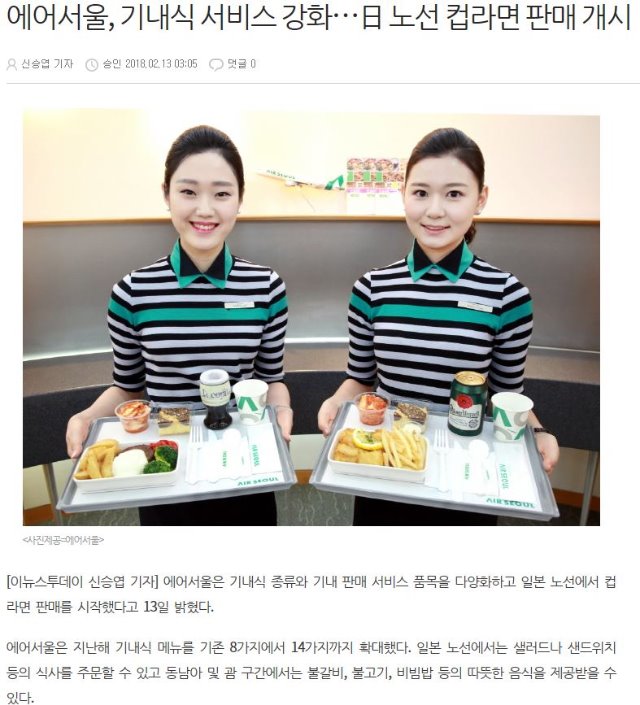 에어서울, 기내식 서비스 강화…日 노선 컵라면 판매 개시
신승엽 기자 승인 2018.02.13 03:05 댓글 0
AIR SEOUL
AIR SEOUL
AIR SEOUL
<사진제공=에어서울>
[이뉴스투데이 신승엽 기자] 에어서울은 기내식 종류와 기내 판매 서비스 품목을 다양화하고 일본 노선에서 컵
라면 판매를 시작했다고 13일 밝혔다.
에어서울은 지난해 기내식 메뉴를 기존 8가지에서 14가지까지 확대했다. 일본 노선에서는 샐러드나 샌드위치
등의 식사를 주문할 수 있고 동남아 및 괌 구간에서는 불갈비, 불고기, 비빔밥 등의 따뜻한 음식을 제공받을 수
있다.